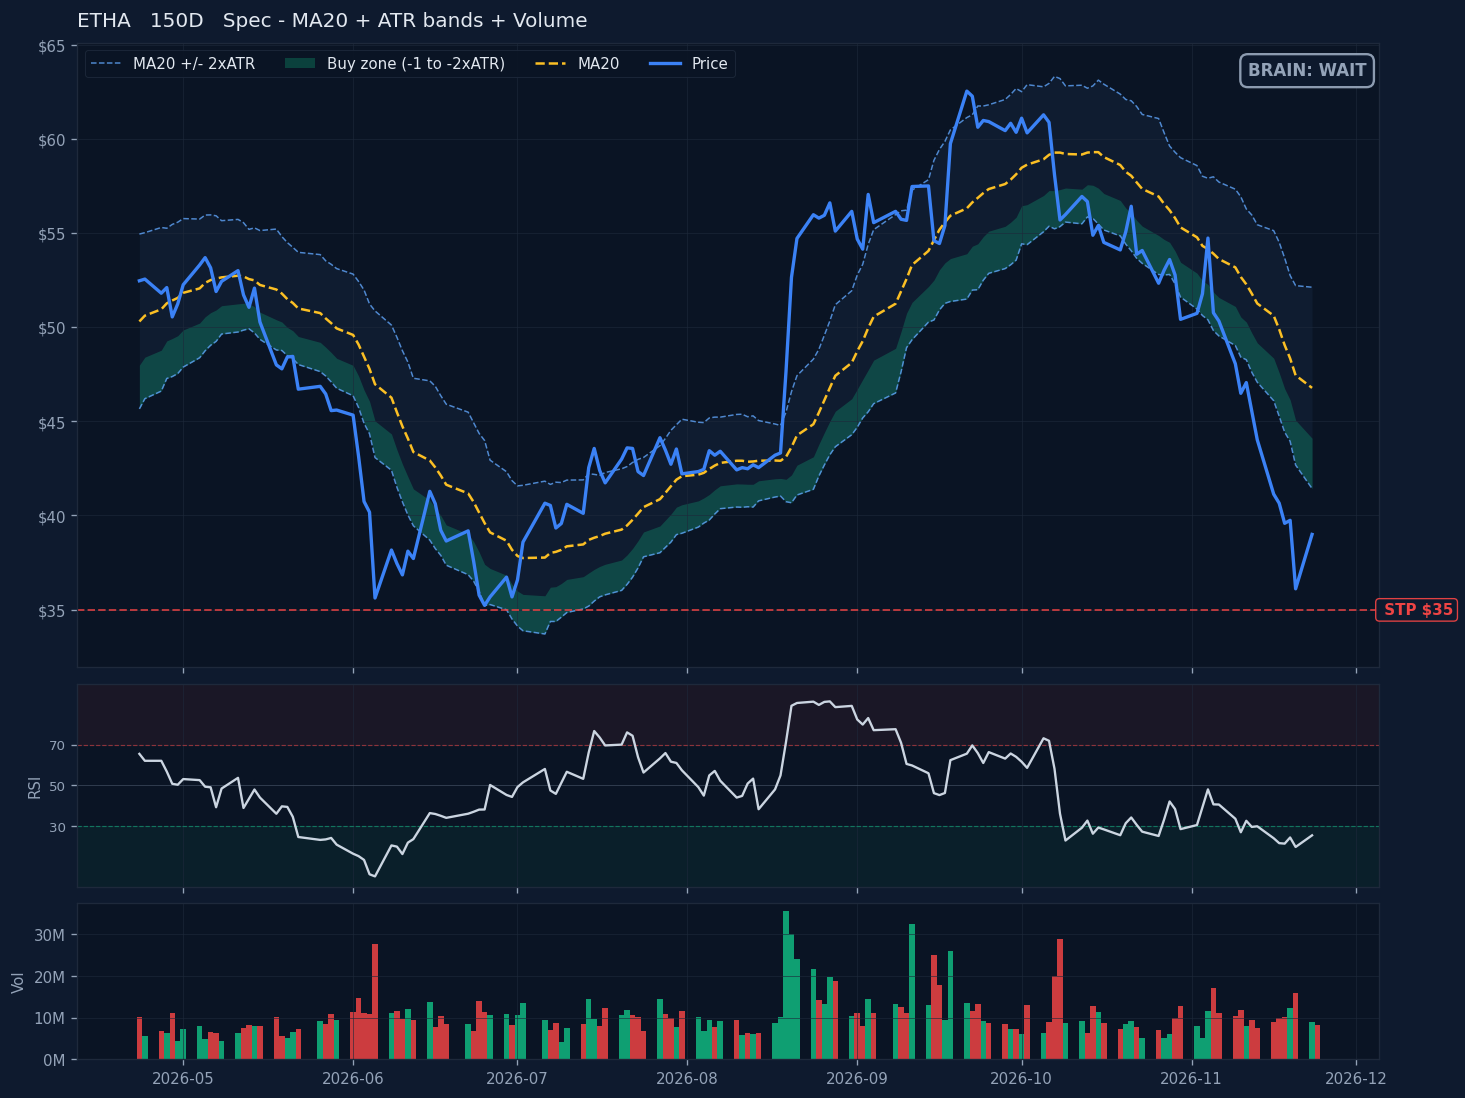 ETHA   150D   Spec - MA20 + ATR bands + Volume
MA20 +/- 2xATR   Buy zone (-1 to -2xATR)   MA20   Price
BRAIN: WAIT
$65
$60
$55
$50
$45
$40
$35
STP $35
RSI
70
50
30
Vol
30M
20M
10M
0M
2026-05   2026-06   2026-07   2026-08   2026-09   2026-10   2026-11   2026-12